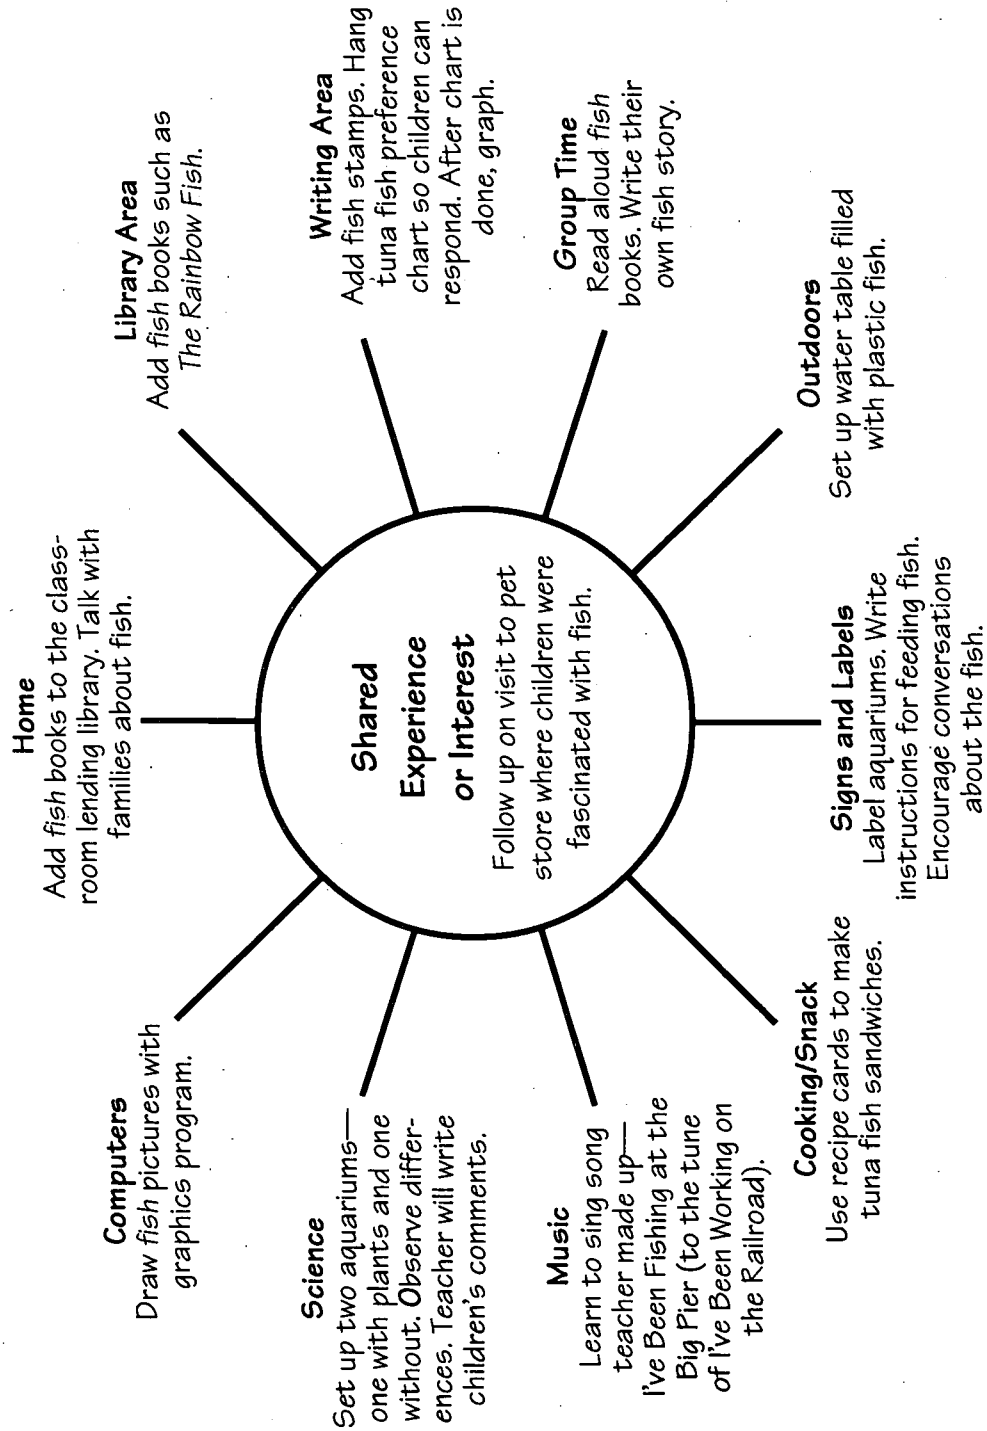 Home
Add fish books to the class-
room lending library. Talk with
families about fish.
Library Area
Add fish books such as
The Rainbow Fish.
Writing Area
Add fish stamps. Hang
tuna fish preference
chart so children can
respond. After chart is
done, graph.
Group Time
Read aloud fish
books. Write their
own fish story.
Outdoors
Set up water table filled
with plastic fish.
Signs and Labels
Label aquariums. Write
instructions for feeding fish.
Encourage conversations
about the fish.
Cooking/Snack
Use recipe cards to make
tuna fish sandwiches.
Music
Learn to sing song
teacher made up—
I've Been Fishing at the
Big Pier (to the tune
of I've Been Working on
the Railroad).
Science
Set up two aquariums—
one with plants and one
without. Observe differ-
ences. Teacher will write
children's comments.
Computers
Draw fish pictures with
graphics program.
Shared
Experience
or Interest
Follow up on visit to pet
store where children were
fascinated with fish.